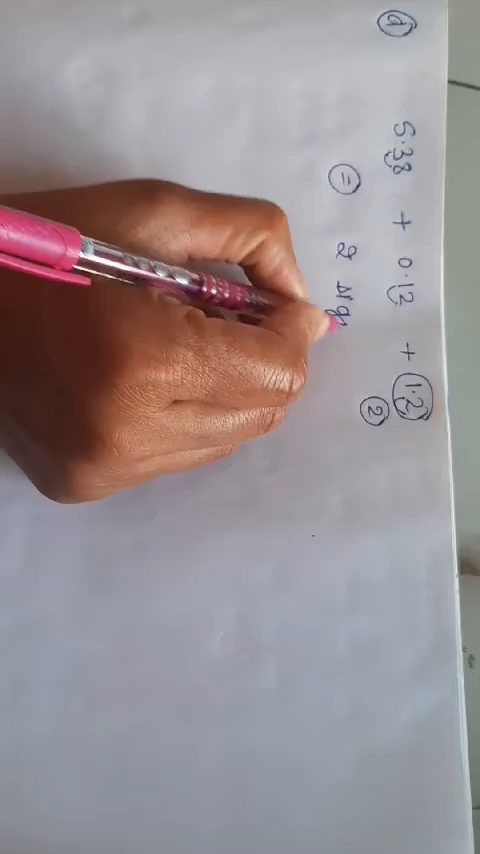 d
5.38 + 0.12 + 1.2
2
= 2